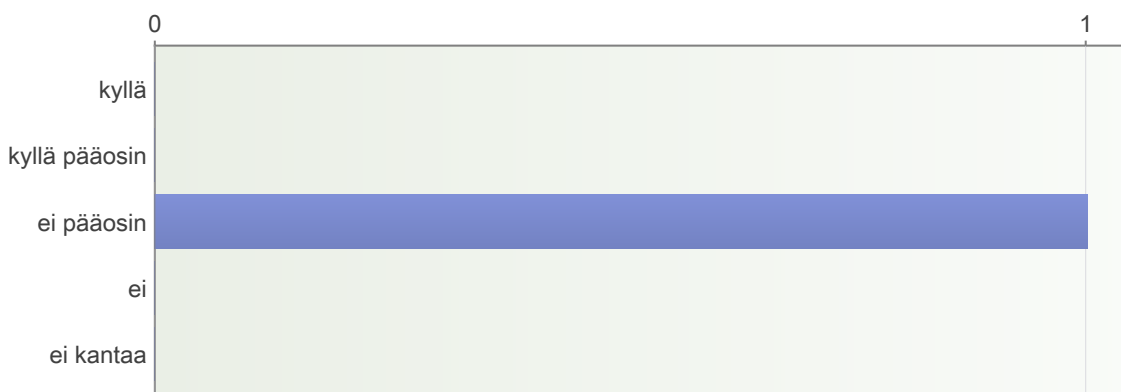 0 1
kyllä
kyllä pääosin
ei pääosin
ei
ei kantaa